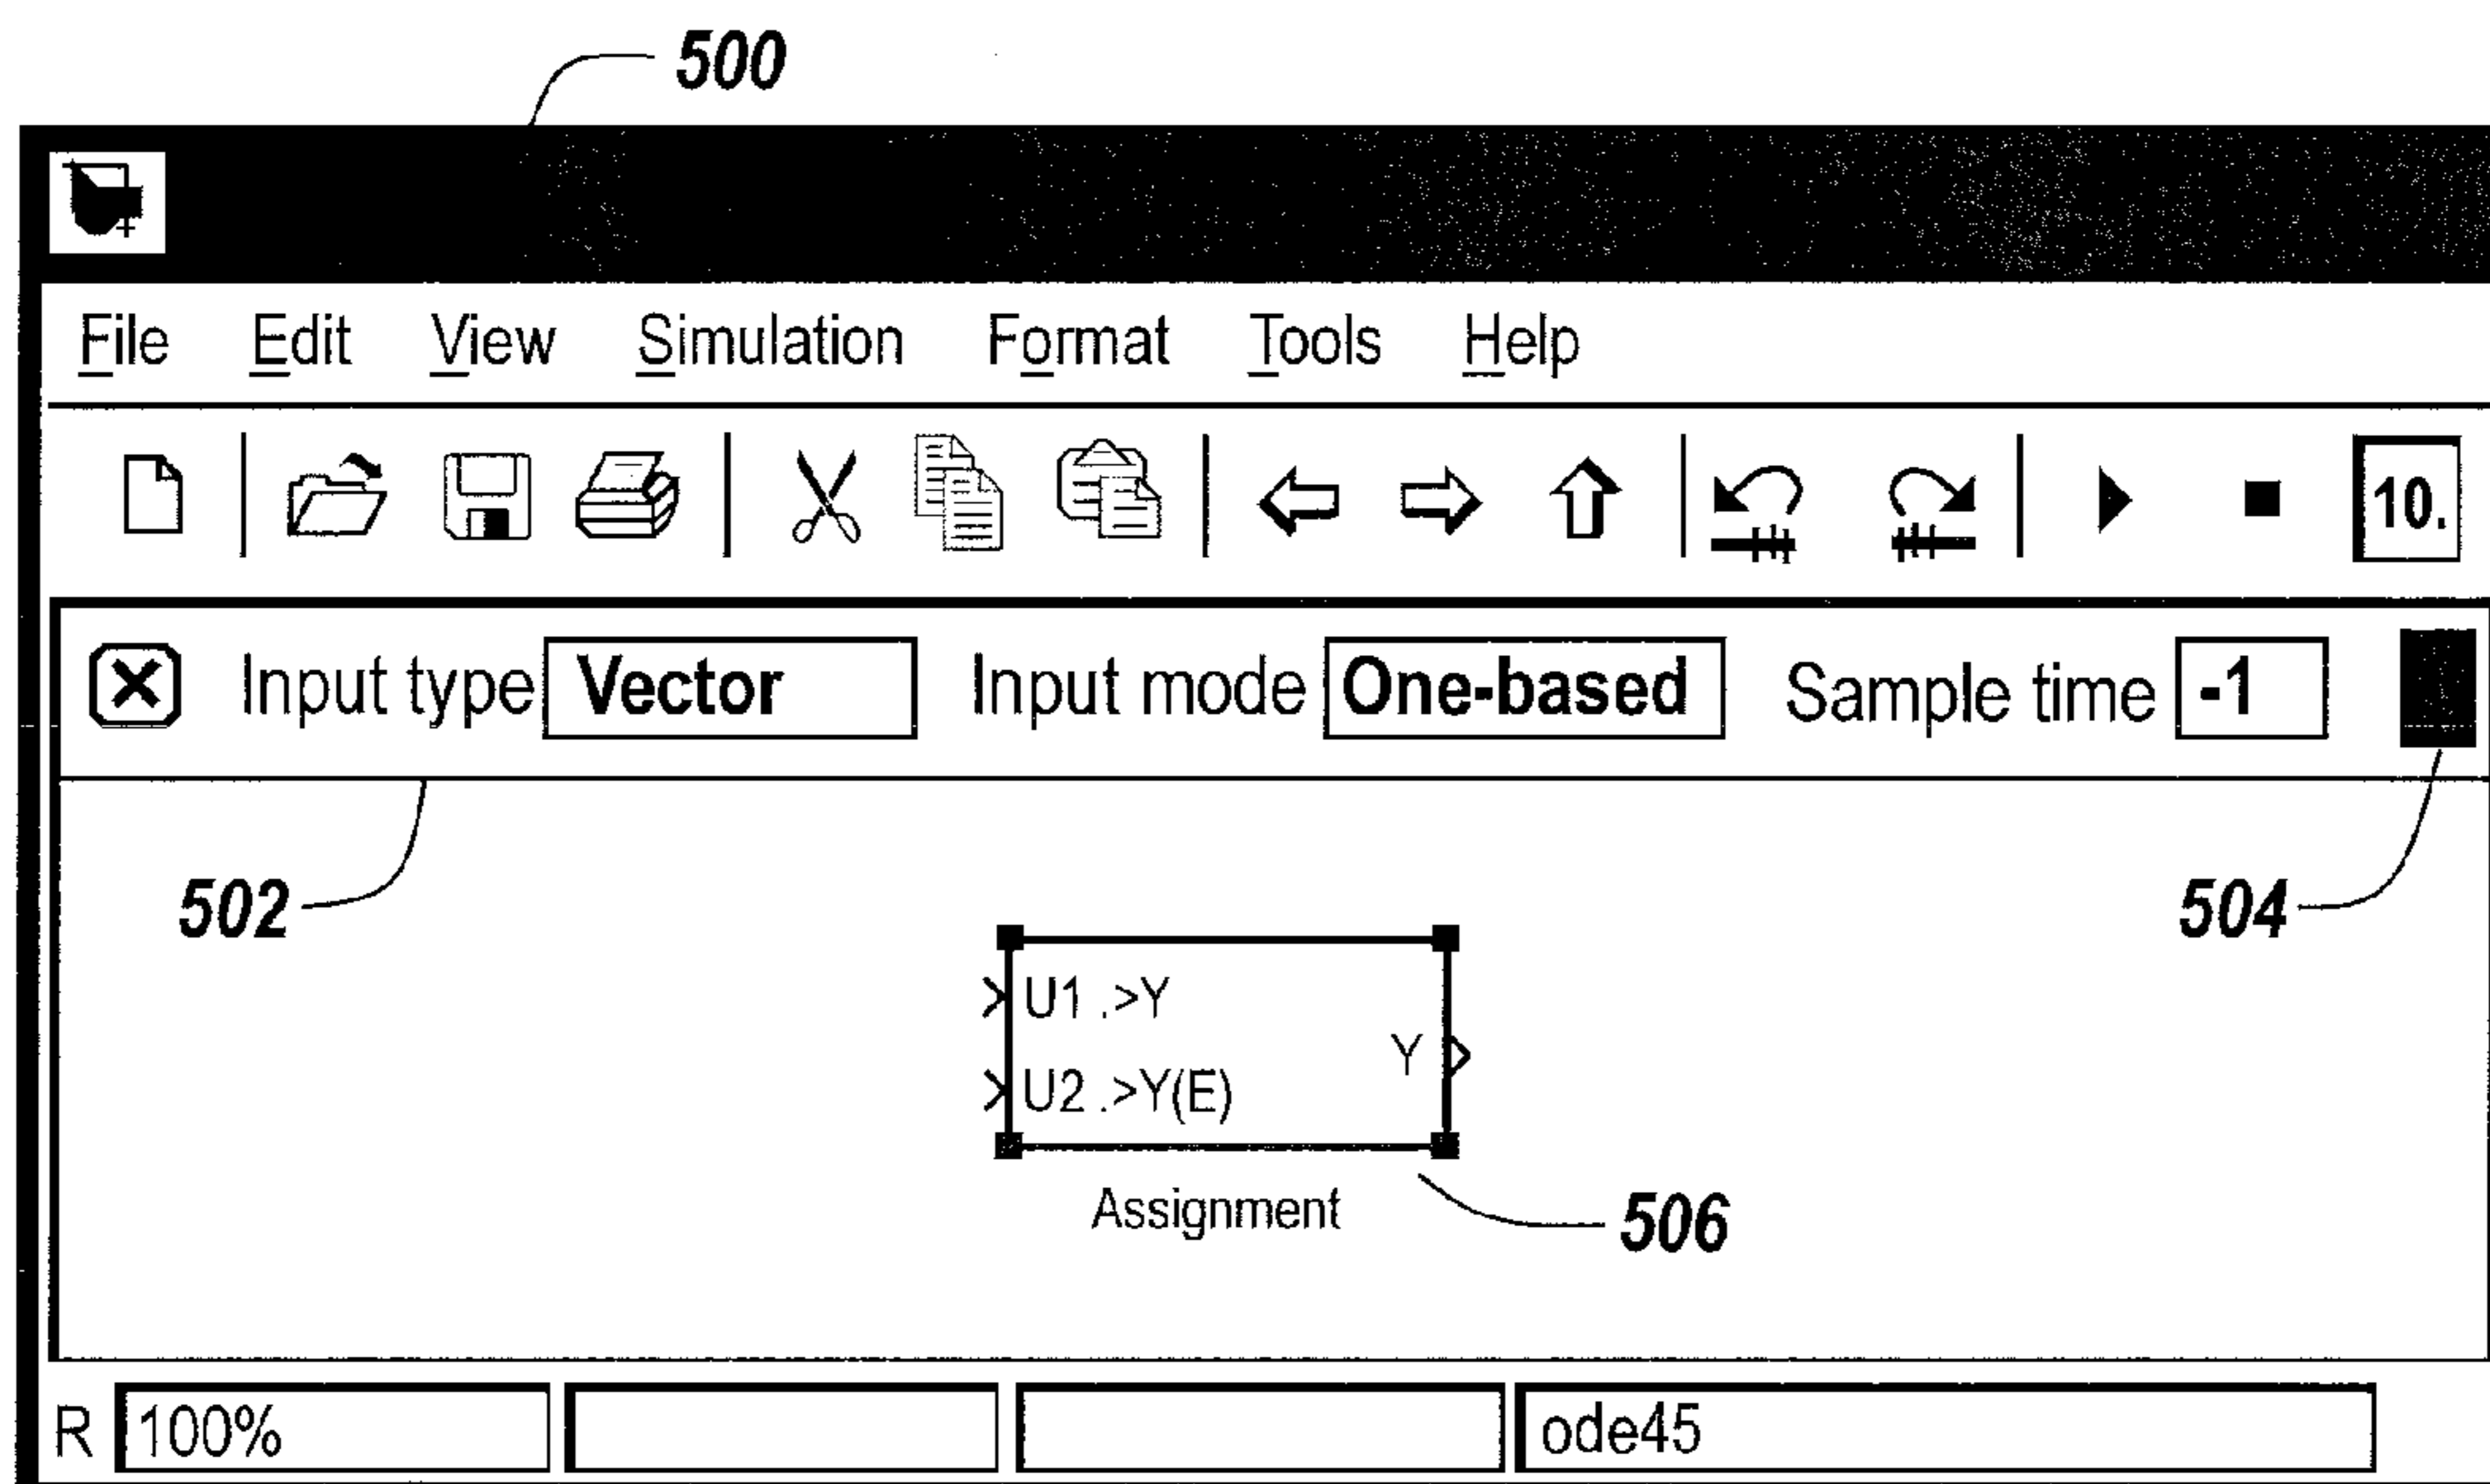 500
File Edit View Simulation Format Tools Help
10.
Input type Vector Input mode One-based Sample time -1
502
504
U1 .>Y
Y
U2 .>Y(E)
Assignment
506
R 100% ode45